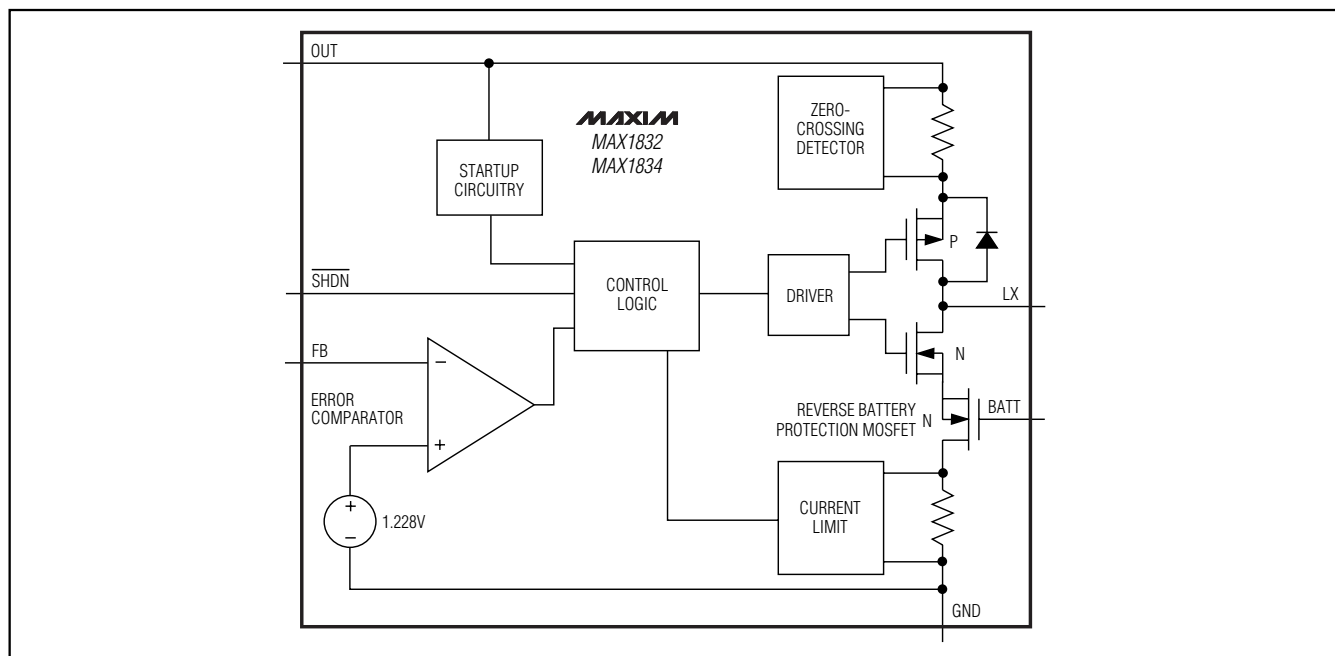 OUT
MAXIM
MAX1832
MAX1834
ZERO-
CROSSING
DETECTOR
STARTUP
CIRCUITRY
P
SHDN
CONTROL
LOGIC
DRIVER
LX
FB
−
N
ERROR
COMPARATOR
+
REVERSE BATTERY
PROTECTION MOSFET
N
BATT
+
−
1.228V
CURRENT
LIMIT
GND